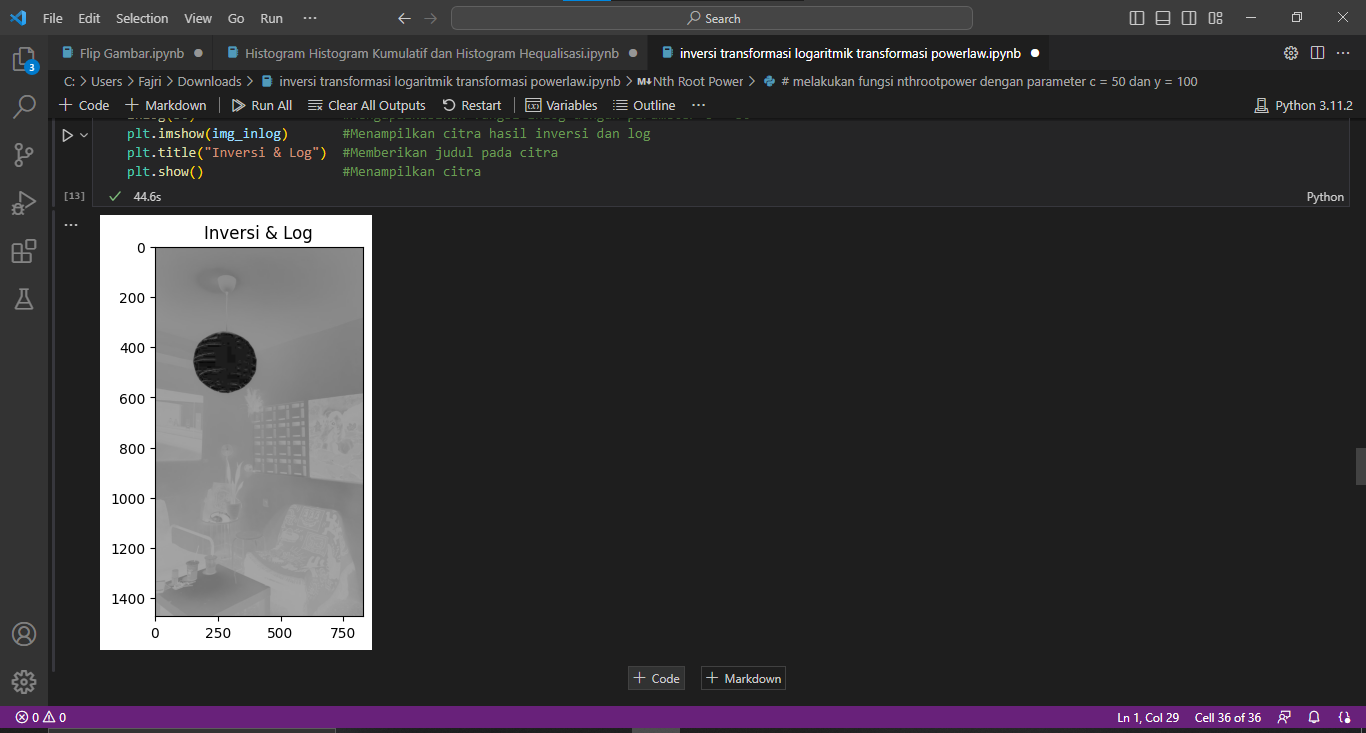 File Edit Selection View Go Run ··· Search
3
Flip Gambar.ipynb Histogram Histogram Kumulatif dan Histogram Hequalisasi.ipynb inversi transformasi logaritmik transformasi powerlaw.ipynb
C: > Users > Fajri > Downloads > inversi transformasi logaritmik transformasi powerlaw.ipynb > M↓Nth Root Power > # melakukan fungsi nthrootpower dengan parameter c = 50 dan y = 100
+ Code + Markdown Run All Clear All Outputs Restart Variables Outline ··· Python 3.11.2
plt.imshow(img_inlog) #Menampilkan citra hasil inversi dan log
plt.title("Inversi & Log") #Memberikan judul pada citra
plt.show() #Menampilkan citra
[13] 44.6s Python
Inversi & Log
0
200
400
600
800
1000
1200
1400
0 250 500 750
+ Code + Markdown
0 0 Ln 1, Col 29 Cell 36 of 36